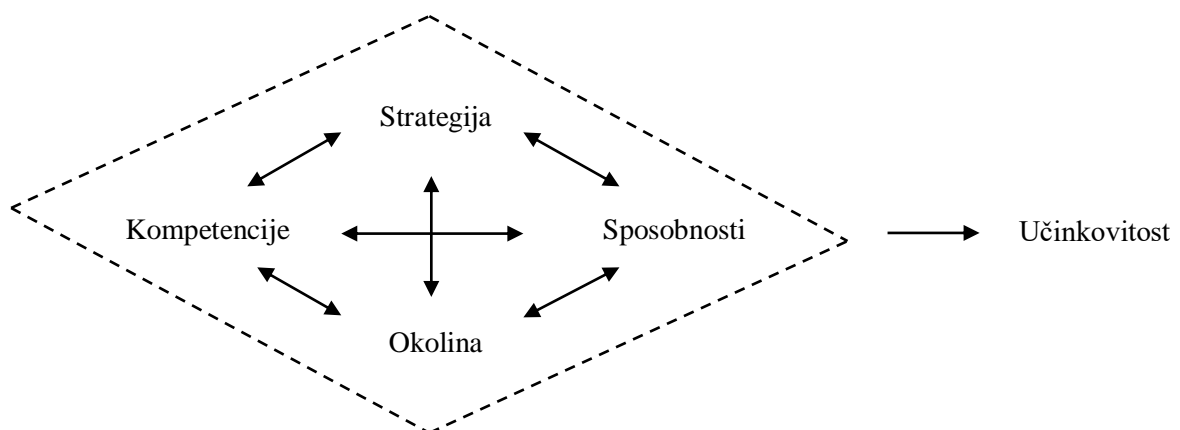 Strategija
Kompetencije
Sposobnosti
Učinkovitost
Okolina